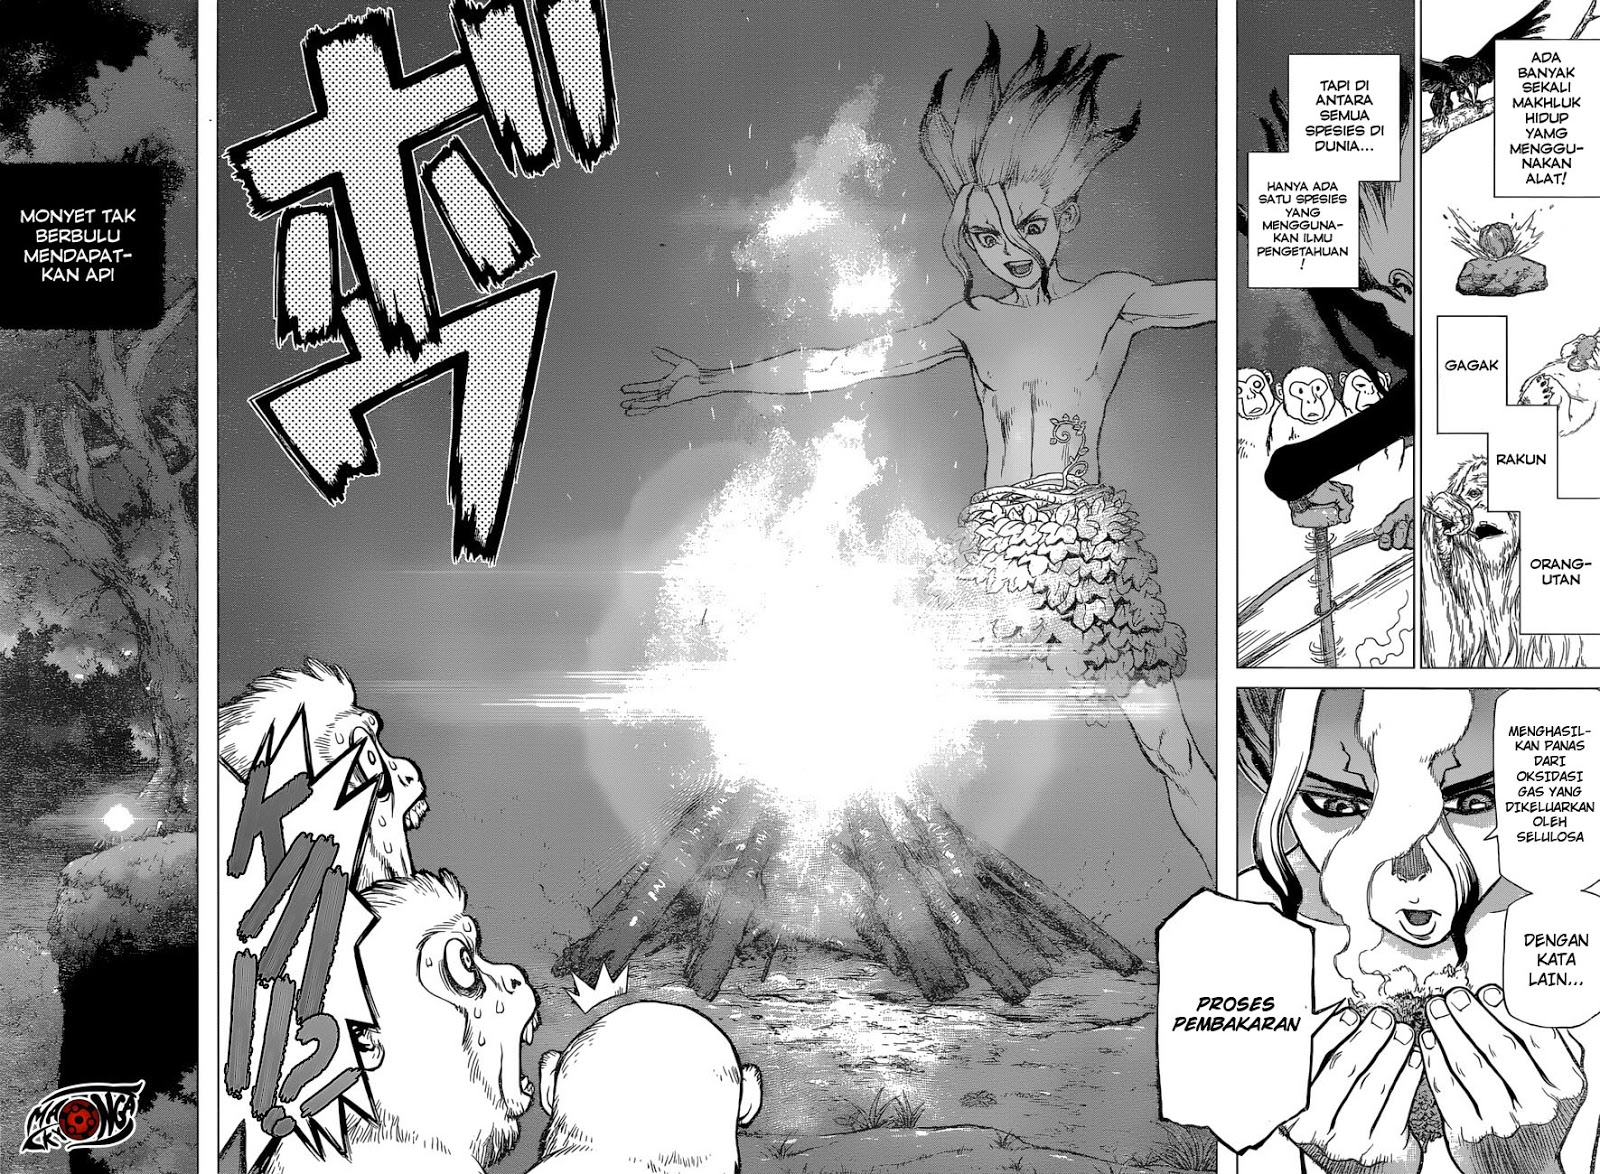 ADA
BANYAK
SEKALI
MAKHLUK
HIDUP
YAMG
MENGGU-
NAKAN
ALAT!
GAGAK
RAKUN
ORANG-
UTAN
TAPI DI
ANTARA
SEMUA
SPESIES DI
DUNIA...
HANYA ADA
SATU SPESIES
YANG
MENGGUNA-
KAN ILMU
PENGETAHUAN
!
MENGHASIL-
KAN PANAS
DARI
OKSIDASI
GAS YANG
DIKELUARKAN
OLEH
SELULOSA
DENGAN
KATA
LAIN...
PROSES
PEMBAKARAN
MONYET TAK
BERBULU
MENDAPAT-
KAN API